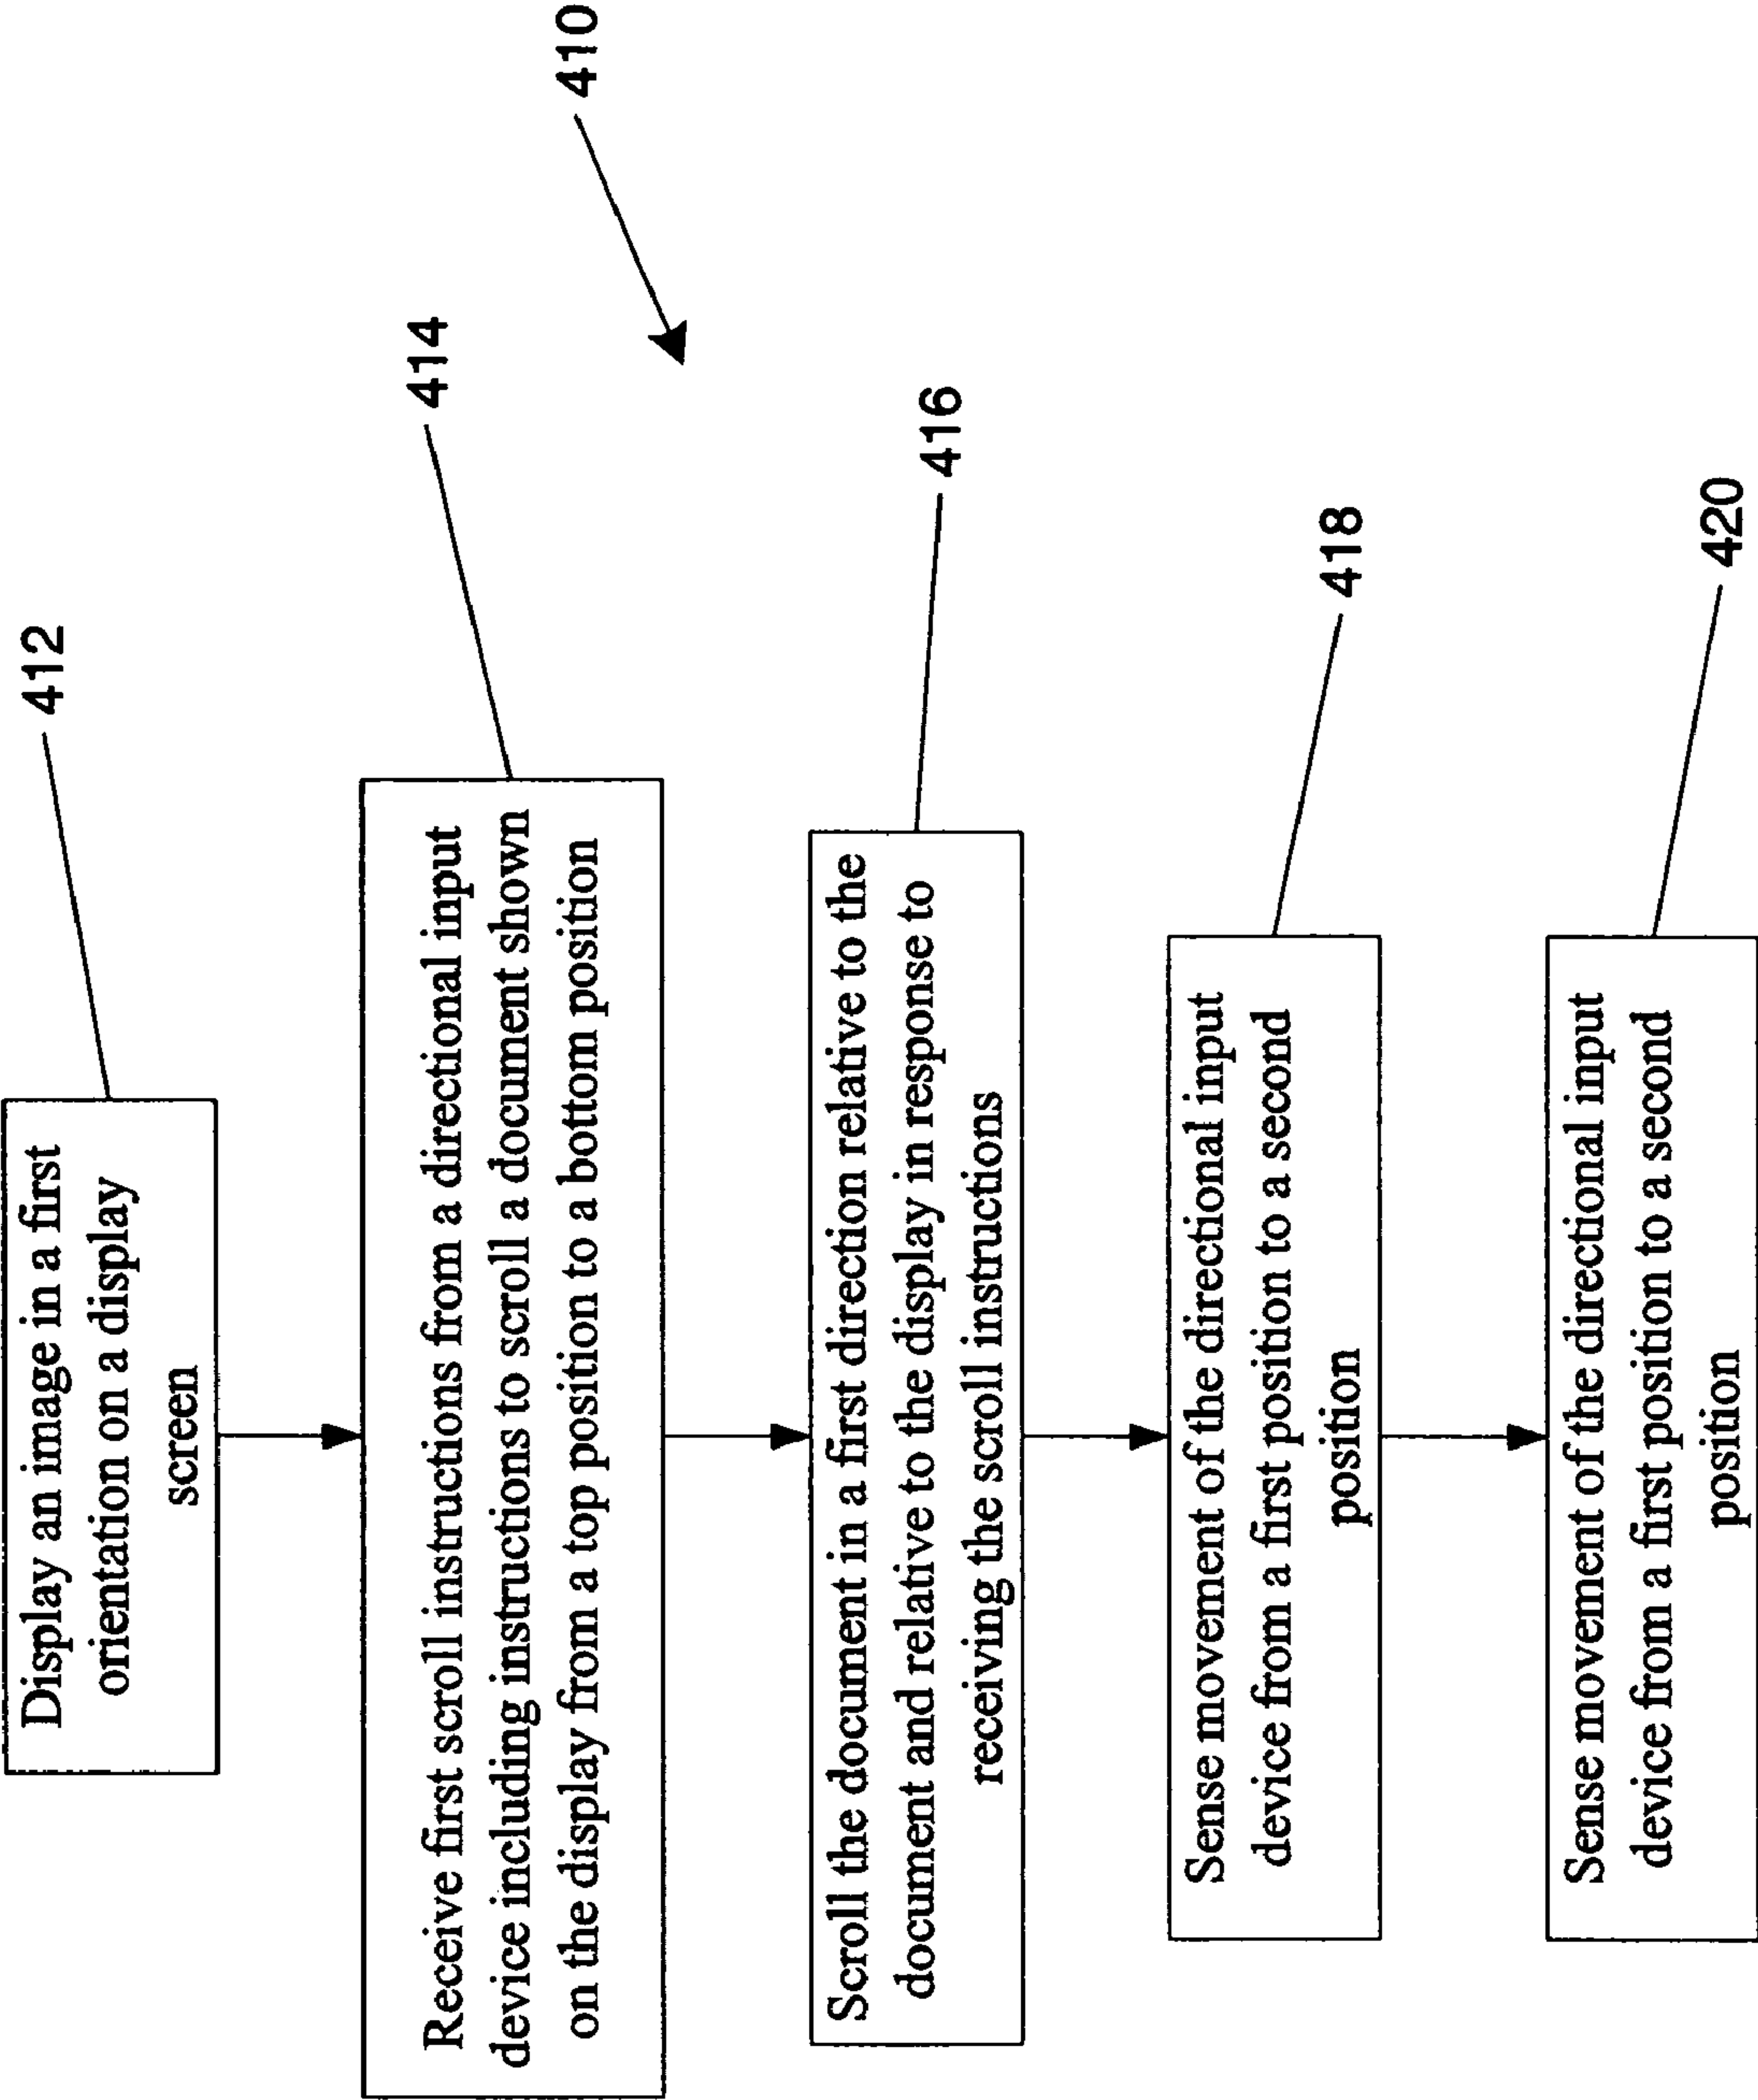 Display an image in a first
orientation on a display
screen
412
Receive first scroll instructions from a directional input
device including instructions to scroll a document shown
on the display from a top position to a bottom position
414
410
Scroll the document in a first direction relative to the
document and relative to the display in response to
receiving the scroll instructions
416
Sense movement of the directional input
device from a first position to a second
position
418
Sense movement of the directional input
device from a first position to a second
position
420